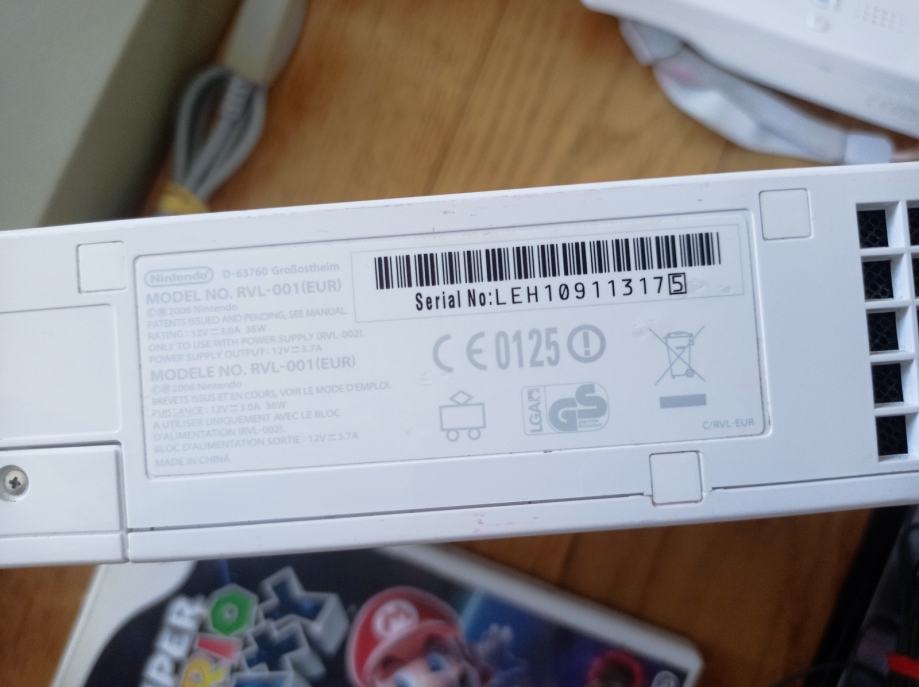 Nintendo D-63760 Großostheim
MODEL NO. RVL-001(EUR)
©Ⓟ 2006 Nintendo
PATENTS ISSUED AND PENDING, SEE MANUAL.
RATING : 12V⎓3.0A 36W
ONLY TO USE WITH POWER SUPPLY (RVL-002).
POWER SUPPLY OUTPUT : 12V⎓3.7A
MODELE NO. RVL-001(EUR)
©Ⓟ 2006 Nintendo
BREVETS ISSUS ET EN COURS, VOIR LE MODE D'EMPLOI
PUISSANCE : 12V⎓3.0A 36W
A UTILISER UNIQUEMENT AVEC LE BLOC
D'ALIMENTATION (RVL-002).
BLOC D'ALIMENTATION SORTIE : 12V⎓3.7A
MADE IN CHINA
Serial No:LEH109113175
CE0125
LGA GS
C/RVL-EUR
SUPER
M